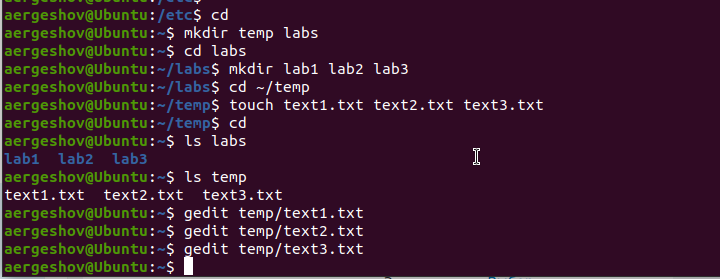 aergeshov@Ubuntu:/etc$
aergeshov@Ubuntu:/etc$ cd
aergeshov@Ubuntu:~$ mkdir temp labs
aergeshov@Ubuntu:~$ cd labs
aergeshov@Ubuntu:~/labs$ mkdir lab1 lab2 lab3
aergeshov@Ubuntu:~/labs$ cd ~/temp
aergeshov@Ubuntu:~/temp$ touch text1.txt text2.txt text3.txt
aergeshov@Ubuntu:~/temp$ cd
aergeshov@Ubuntu:~$ ls labs
lab1  lab2  lab3
aergeshov@Ubuntu:~$ ls temp
text1.txt  text2.txt  text3.txt
aergeshov@Ubuntu:~$ gedit temp/text1.txt
aergeshov@Ubuntu:~$ gedit temp/text2.txt
aergeshov@Ubuntu:~$ gedit temp/text3.txt
aergeshov@Ubuntu:~$